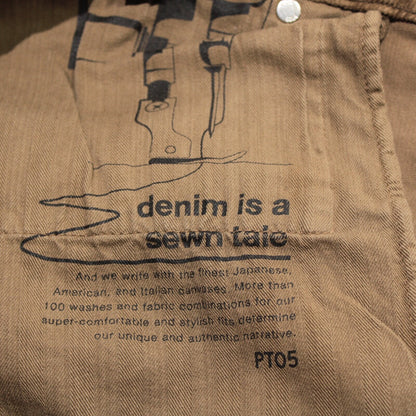 denim is a
sewn tale
And we write with the finest Japanese,
American, and Italian canvases. More than
100 washes and fabric combinations for our
super-comfortable and stylish fits determine
our unique and authentic narrative.
PT05